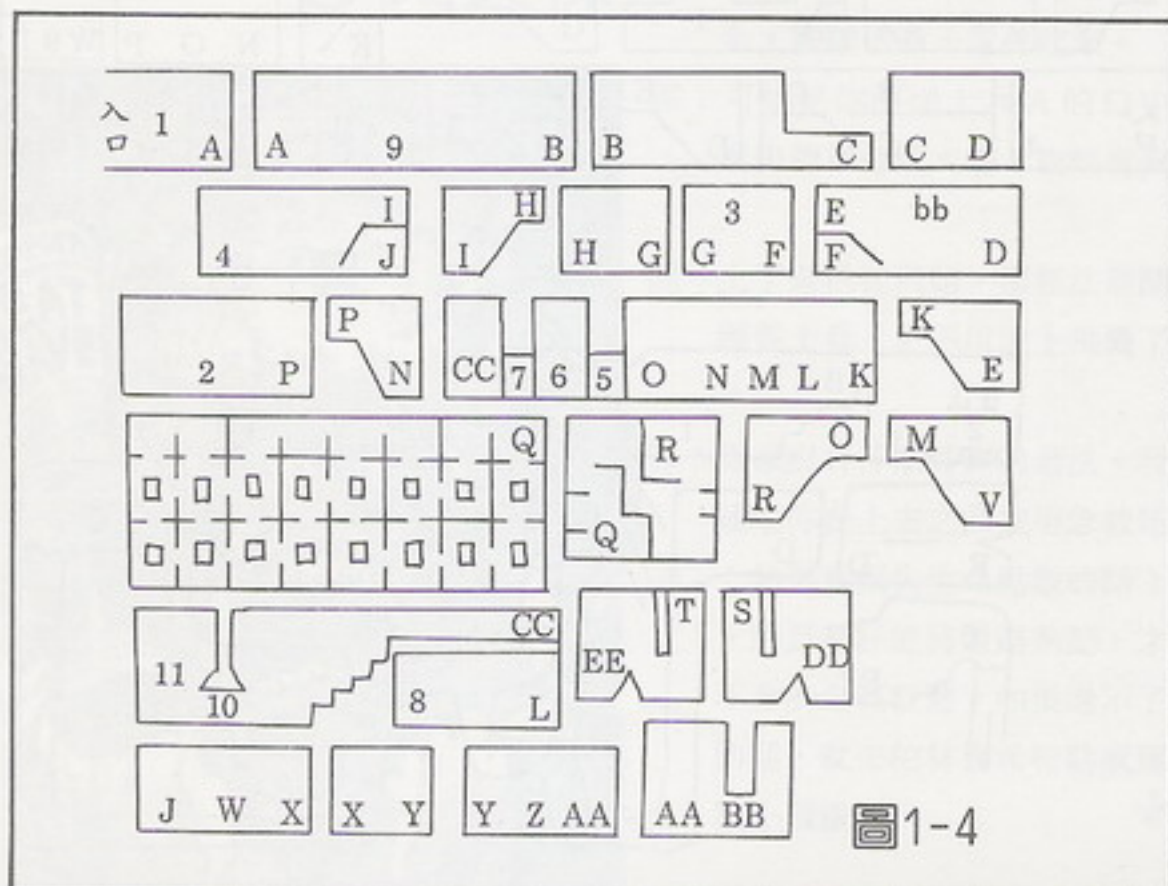 入口 1 A A 9 B B C C D
4 I J I H H G G 3 F E F bb D
2 P P N CC 7 6 5 O N M L K K E
Q Q R R O M V
11 10 CC 8 L EE T S DD
J W X X Y Y Z AA AA BB
圖1-4